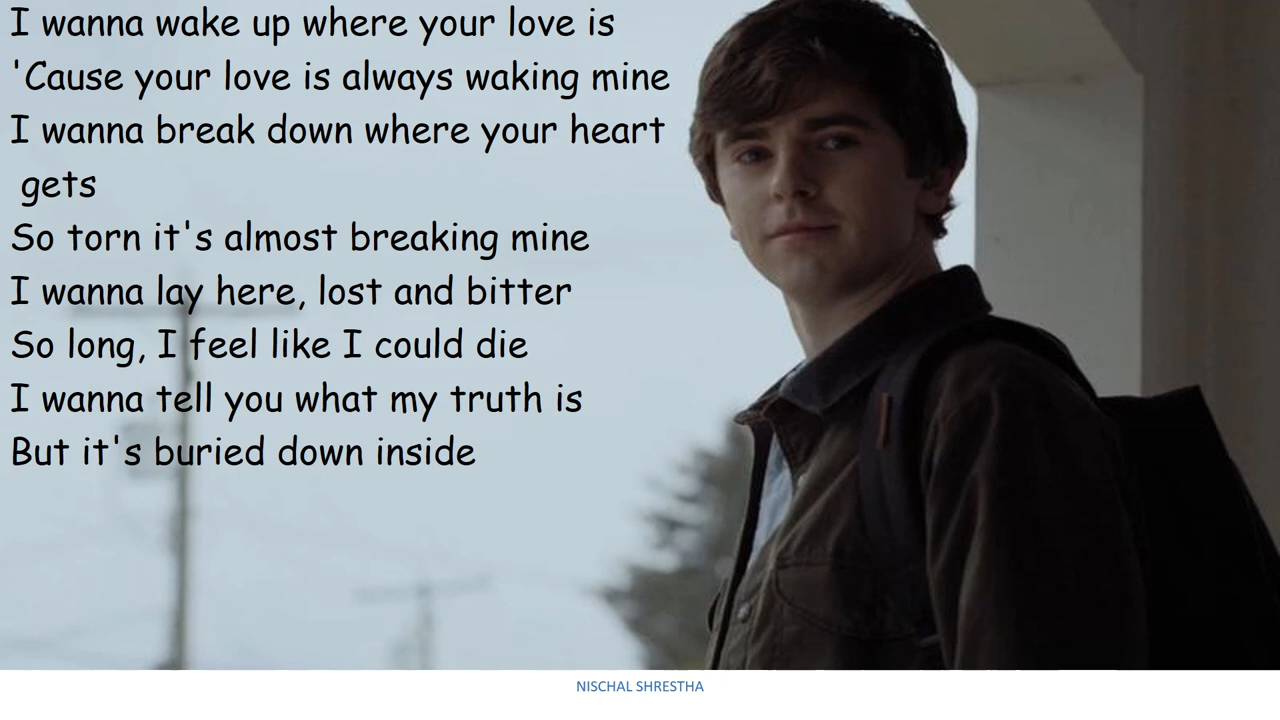 I wanna wake up where your love is
'Cause your love is always waking mine
I wanna break down where your heart
gets
So torn it's almost breaking mine
I wanna lay here, lost and bitter
So long, I feel like I could die
I wanna tell you what my truth is
But it's buried down inside
NISCHAL SHRESTHA